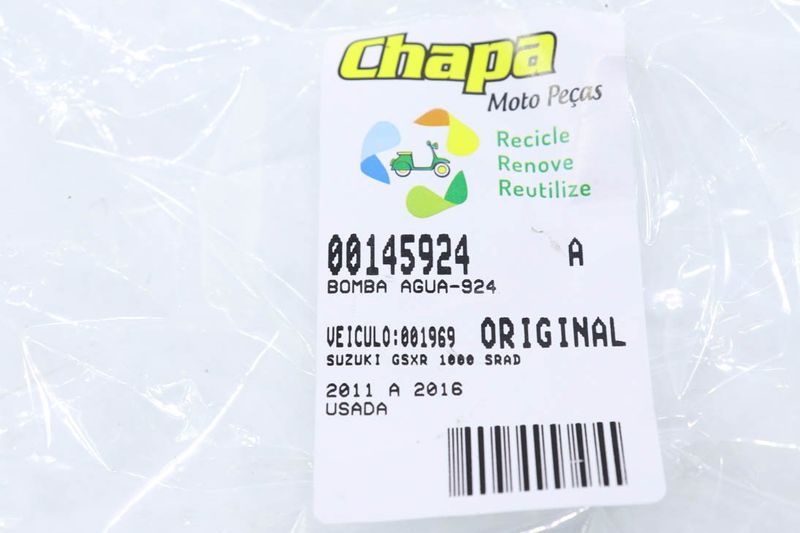 Chapa
Moto Peças
Recicle
Renove
Reutilize
00145924 A
BOMBA AGUA-924
VEICULO:001969 ORIGINAL
SUZUKI GSXR 1000 SRAD
2011 A 2016
USADA